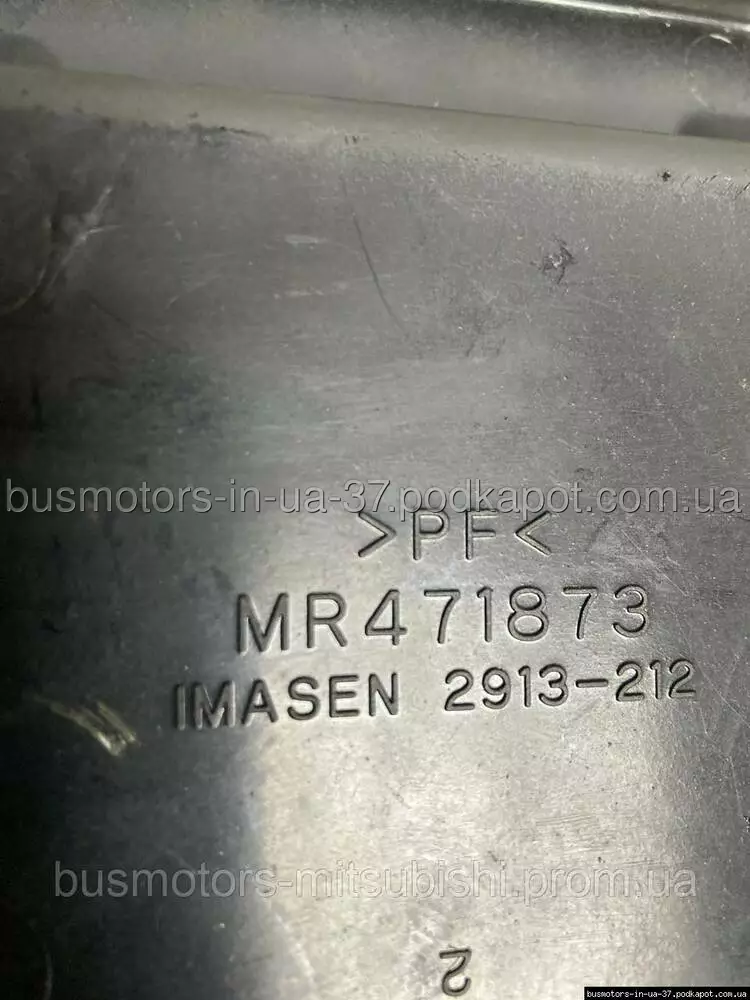 busmotors-in-ua-37.podkapot.com.ua
>PF<
MR471873
IMASEN 2913-212
busmotors-mitsubishi.prom.ua
2
busmotors-in-ua-37.podkapot.com.ua